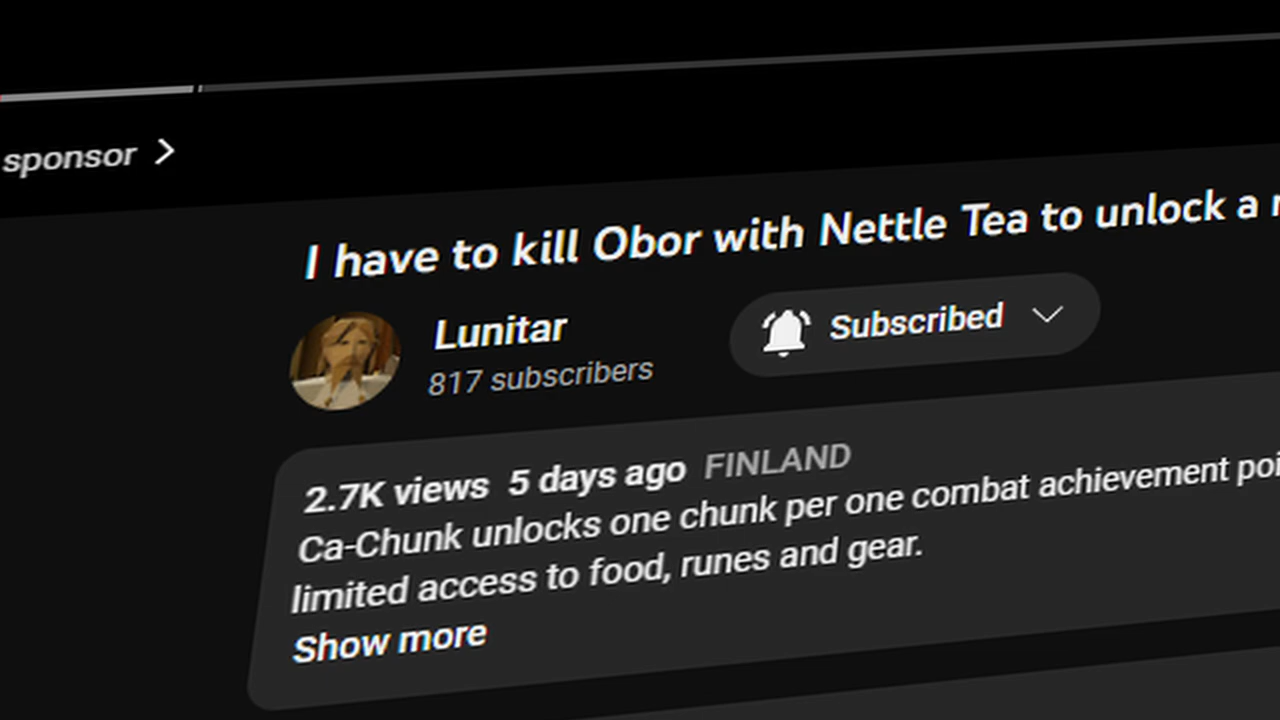 sponsor
I have to kill Obor with Nettle Tea to unlock a
Lunitar
817 subscribers
Subscribed
2.7K views 5 days ago FINLAND
Ca-Chunk unlocks one chunk per one combat achievement poi
limited access to food, runes and gear.
Show more